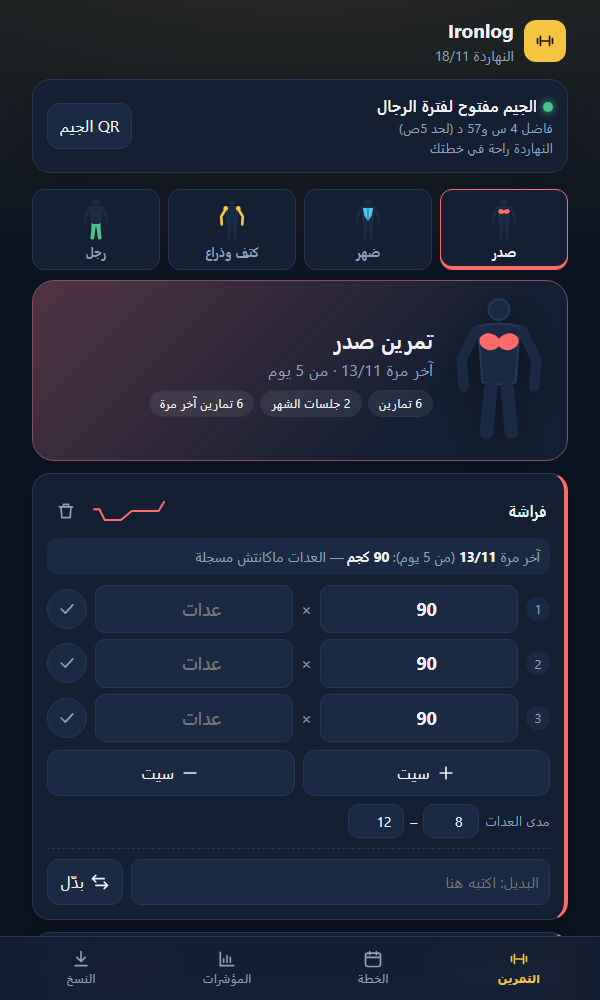 Ironlog
النهاردة 18/11
الجيم مفتوح لفترة الرجال
فاضل 4 س و57 د (لحد 5ص)
النهاردة راحة في خطتك
QR الجيم
صدر
ضهر
كتف وذراع
رجل
تمرين صدر
آخر مرة 13/11 · من 5 يوم
6 تمارين
2 جلسات الشهر
6 تمارين آخر مرة
فراشة
آخر مرة 13/11 (من 5 يوم): 90 كجم — العدات ماكانتش مسجلة
1 90 × عدات
2 90 × عدات
3 90 × عدات
+ سيت
− سيت
مدى العدات 8 – 12
البديل: اكتبه هنا
بدّل
التمرين
الخطة
المؤشرات
النسخ